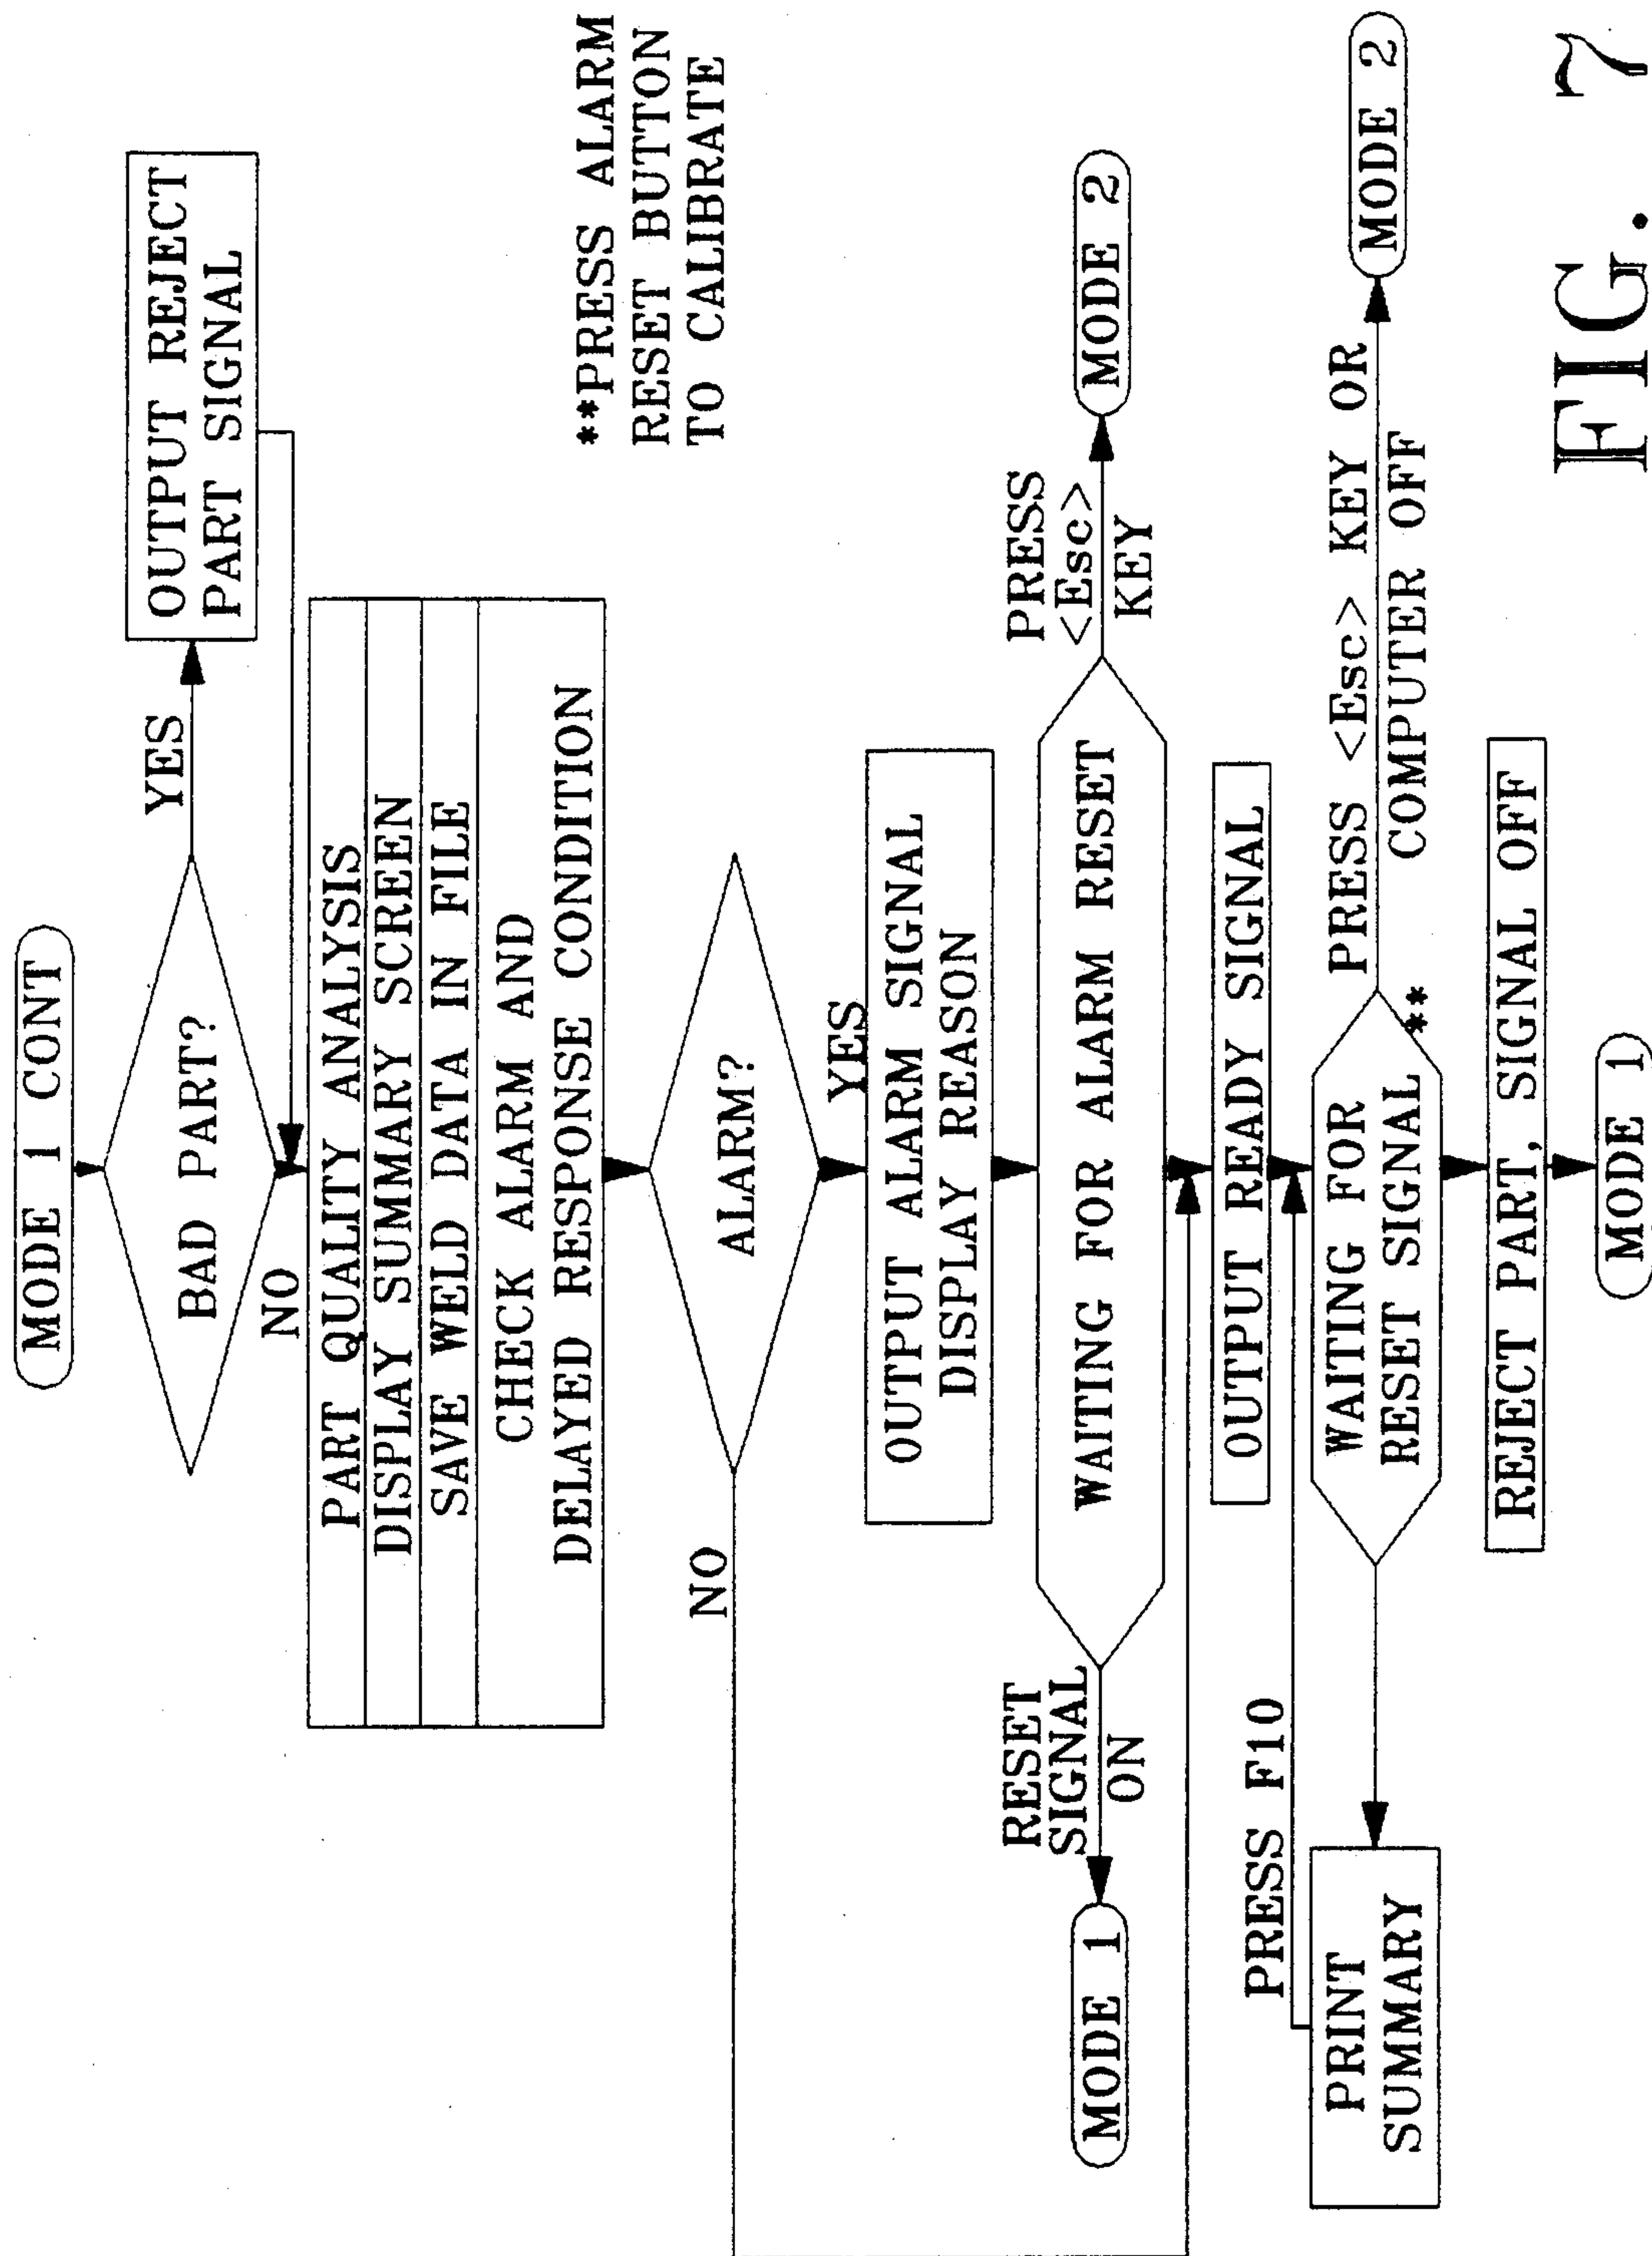 MODE 1 CONT
BAD PART?
YES
OUTPUT REJECT
PART SIGNAL
NO
PART QUALITY ANALYSIS
DISPLAY SUMMARY SCREEN
SAVE WELD DATA IN FILE
CHECK ALARM AND
DELAYED RESPONSE CONDITION
**PRESS ALARM
RESET BUTTON
TO CALIBRATE
NO
ALARM?
YES
OUTPUT ALARM SIGNAL
DISPLAY REASON
RESET
SIGNAL
ON
MODE 1
WAITING FOR ALARM RESET
PRESS
<Esc>
KEY
MODE 2
OUTPUT READY SIGNAL
PRESS F10
PRINT
SUMMARY
WAITING FOR
RESET SIGNAL
**
PRESS <Esc> KEY OR
COMPUTER OFF
MODE 2
REJECT PART, SIGNAL OFF
MODE 1
FIG. 7